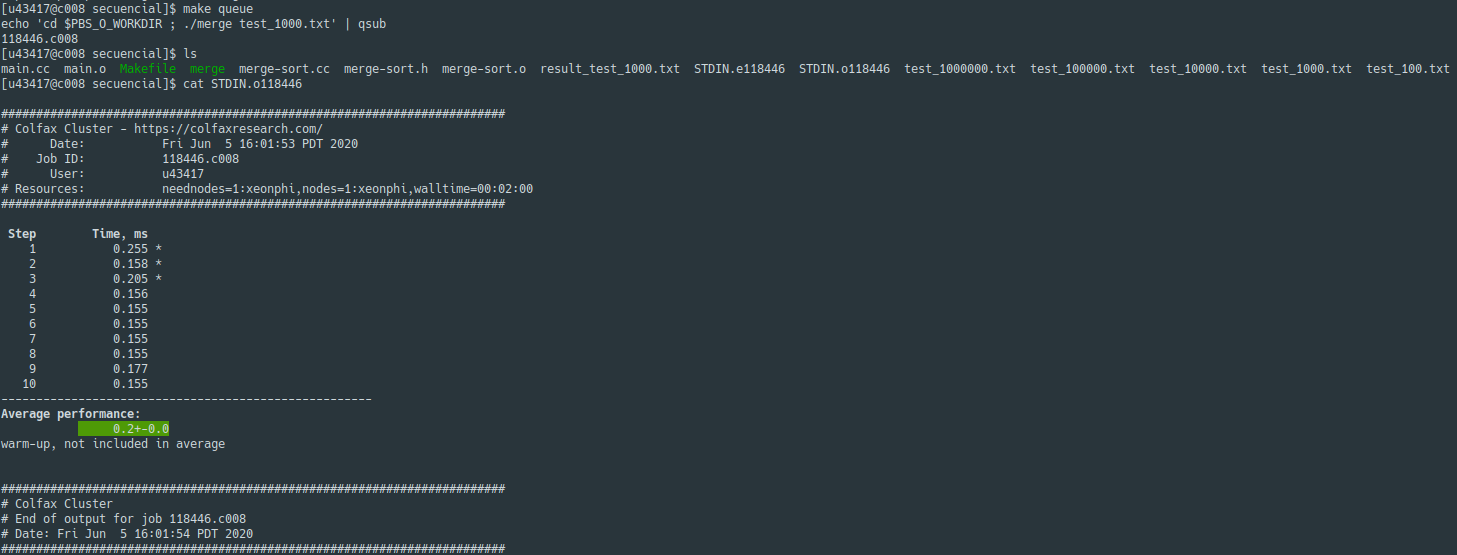 [u43417@c008 secuencial]$ make queue
echo 'cd $PBS_O_WORKDIR ; ./merge test_1000.txt' | qsub
118446.c008
[u43417@c008 secuencial]$ ls
main.cc  main.o  Makefile  merge  merge-sort.cc  merge-sort.h  merge-sort.o  result_test_1000.txt  STDIN.e118446  STDIN.o118446  test_1000000.txt  test_100000.txt  test_10000.txt  test_1000.txt  test_100.txt
[u43417@c008 secuencial]$ cat STDIN.o118446
########################################################################
# Colfax Cluster - https://colfaxresearch.com/
#      Date:           Fri Jun  5 16:01:53 PDT 2020
#    Job ID:           118446.c008
#      User:           u43417
# Resources:           neednodes=1:xeonphi,nodes=1:xeonphi,walltime=00:02:00
########################################################################
 Step        Time, ms
    1           0.255 *
    2           0.158 *
    3           0.205 *
    4           0.156
    5           0.155
    6           0.155
    7           0.155
    8           0.155
    9           0.177
   10           0.155
-----------------------------------------------------
Average performance:
                0.2+-0.0
warm-up, not included in average
########################################################################
# Colfax Cluster
# End of output for job 118446.c008
# Date: Fri Jun  5 16:01:54 PDT 2020
########################################################################